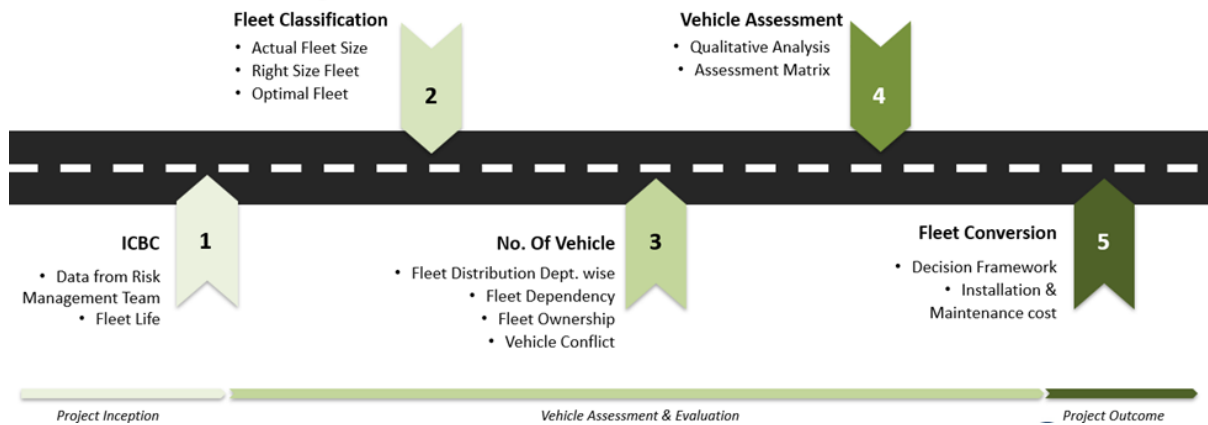 Fleet Classification
• Actual Fleet Size
• Right Size Fleet
• Optimal Fleet
2
Vehicle Assessment
• Qualitative Analysis
• Assessment Matrix
4
1
ICBC
• Data from Risk
Management Team
• Fleet Life
3
No. Of Vehicle
• Fleet Distribution Dept. wise
• Fleet Dependency
• Fleet Ownership
• Vehicle Conflict
5
Fleet Conversion
• Decision Framework
• Installation &
Maintenance cost
Project Inception
Vehicle Assessment & Evaluation
Project Outcome